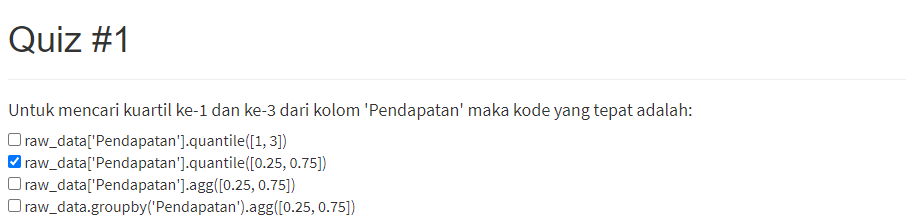 Quiz #1
Untuk mencari kuartil ke-1 dan ke-3 dari kolom 'Pendapatan' maka kode yang tepat adalah:
raw_data['Pendapatan'].quantile([1, 3])
raw_data['Pendapatan'].quantile([0.25, 0.75])
raw_data['Pendapatan'].agg([0.25, 0.75])
raw_data.groupby('Pendapatan').agg([0.25, 0.75])